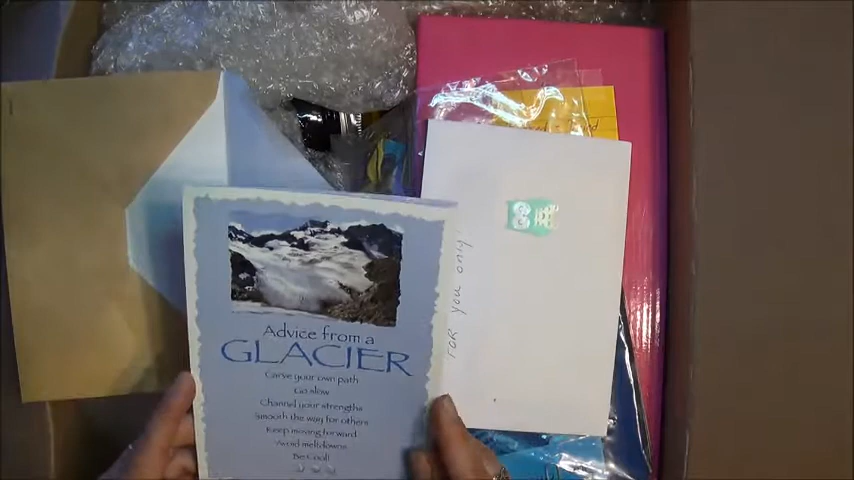 Advice from a
GLACIER
Carve your own path
Go slow
Channel your strengths
Smooth the way for others
Keep moving forward
Avoid meltdowns
Be Cool!
FOR you only